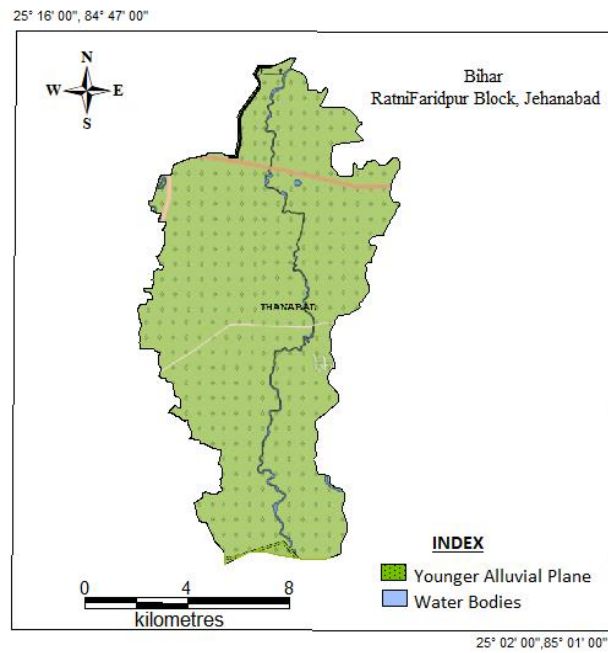 25° 16' 00", 84° 47' 00"
N
W E
S
Bihar
RatniFaridpur Block, Jehanabad
INDEX
Younger Alluvial Plane
Water Bodies
0 4 8
kilometres
25° 02' 00",85° 01' 00"